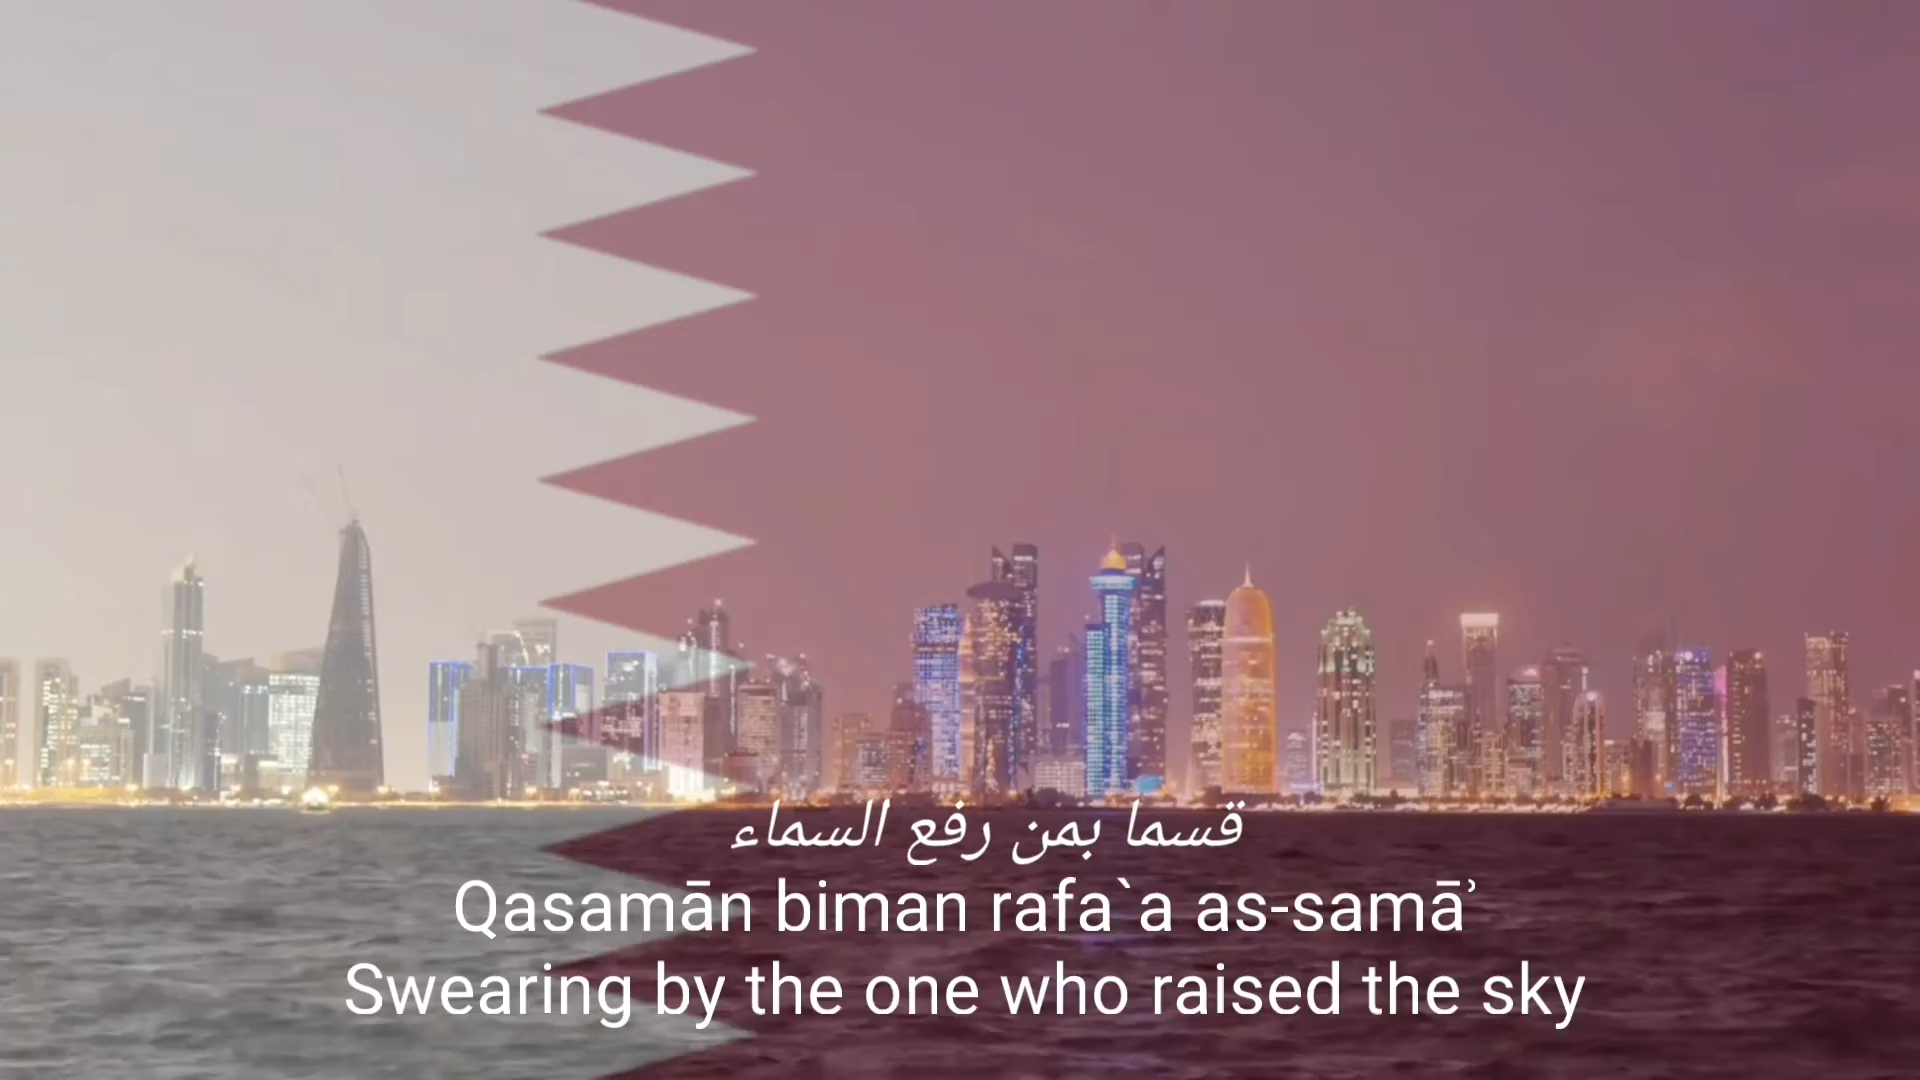 قسما بمن رفع السماء
Qasamān biman rafa`a as-samāʾ
Swearing by the one who raised the sky